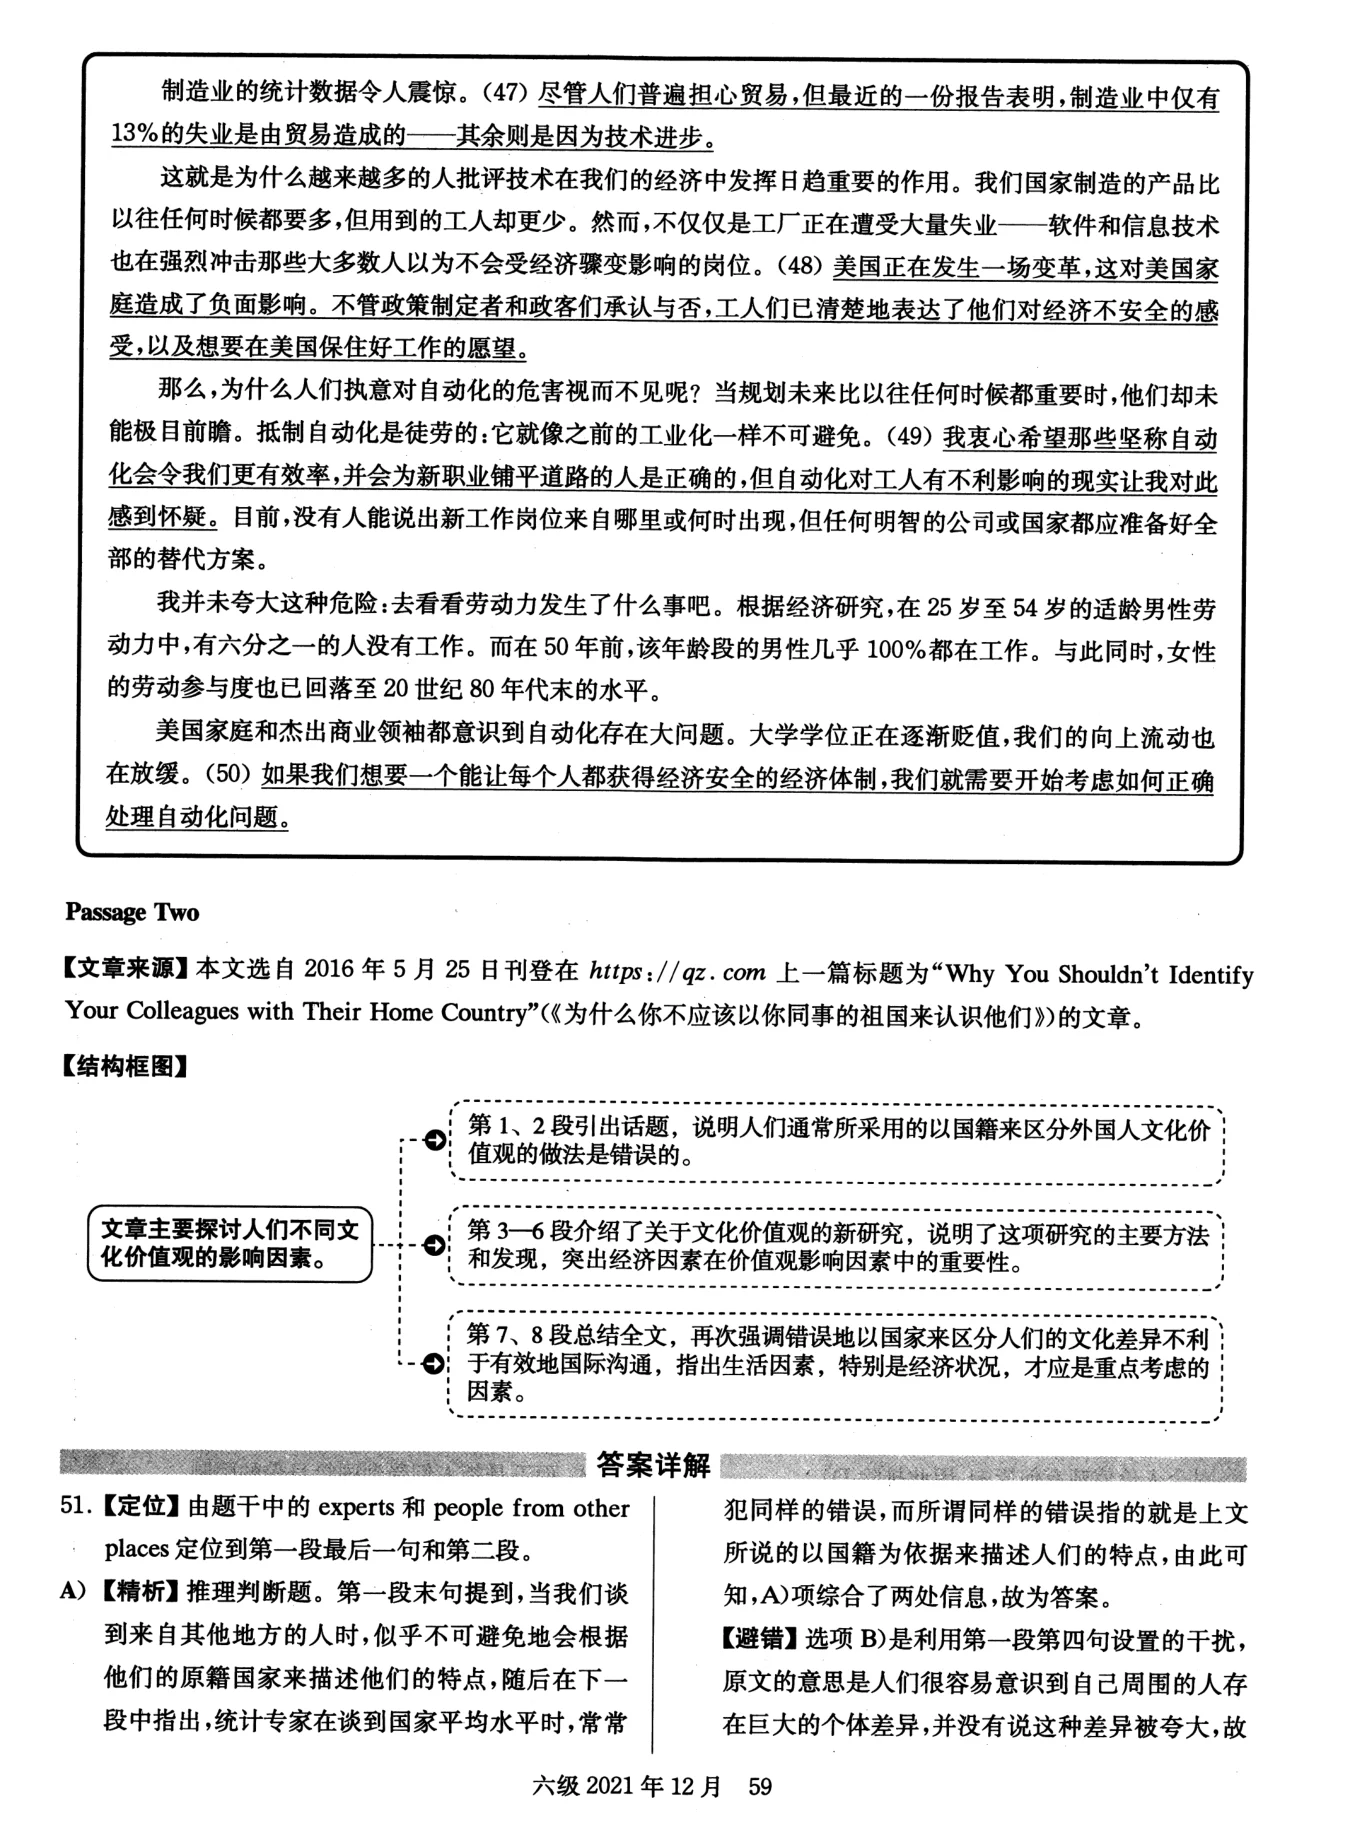 制造业的统计数据令人震惊。(47) 尽管人们普遍担心贸易,但最近的一份报告表明,制造业中仅有
13%的失业是由贸易造成的——其余则是因为技术进步。
这就是为什么越来越多的人批评技术在我们的经济中发挥日趋重要的作用。我们国家制造的产品比
以往任何时候都要多,但用到的工人却更少。然而,不仅仅是工厂正在遭受大量失业——软件和信息技术
也在强烈冲击那些大多数人以为不会受经济骤变影响的岗位。(48) 美国正在发生一场变革,这对美国家
庭造成了负面影响。不管政策制定者和政客们承认与否,工人们已清楚地表达了他们对经济不安全的感
受,以及想要在美国保住好工作的愿望。
那么,为什么人们执意对自动化的危害视而不见呢?当规划未来比以往任何时候都重要时,他们却未
能极目前瞻。抵制自动化是徒劳的:它就像之前的工业化一样不可避免。(49) 我衷心希望那些坚称自动
化会令我们更有效率,并会为新职业铺平道路的人是正确的,但自动化对工人有不利影响的现实让我对此
感到怀疑。目前,没有人能说出新工作岗位来自哪里或何时出现,但任何明智的公司或国家都应准备好全
部的替代方案。
我并未夸大这种危险:去看看劳动力发生了什么事吧。根据经济研究,在 25 岁至 54 岁的适龄男性劳
动力中,有六分之一的人没有工作。而在 50 年前,该年龄段的男性几乎 100%都在工作。与此同时,女性
的劳动参与度也已回落至 20 世纪 80 年代末的水平。
美国家庭和杰出商业领袖都意识到自动化存在大问题。大学学位正在逐渐贬值,我们的向上流动也
在放缓。(50) 如果我们想要一个能让每个人都获得经济安全的经济体制,我们就需要开始考虑如何正确
处理自动化问题。
Passage Two
【文章来源】本文选自 2016 年 5 月 25 日刊登在 https://qz.com 上一篇标题为“Why You Shouldn't Identify
Your Colleagues with Their Home Country”(《为什么你不应该以你同事的祖国来认识他们》)的文章。
【结构框图】
文章主要探讨人们不同文
化价值观的影响因素。
第 1、2 段引出话题，说明人们通常所采用的以国籍来区分外国人文化价
值观的做法是错误的。
第 3—6 段介绍了关于文化价值观的新研究，说明了这项研究的主要方法
和发现，突出经济因素在价值观影响因素中的重要性。
第 7、8 段总结全文，再次强调错误地以国家来区分人们的文化差异不利
于有效地国际沟通，指出生活因素，特别是经济状况，才应是重点考虑的
因素。
答案详解
51.【定位】由题干中的 experts 和 people from other
places 定位到第一段最后一句和第二段。
A)【精析】推理判断题。第一段末句提到,当我们谈
到来自其他地方的人时,似乎不可避免地会根据
他们的原籍国家来描述他们的特点,随后在下一
段中指出,统计专家在谈到国家平均水平时,常常
犯同样的错误,而所谓同样的错误指的就是上文
所说的以国籍为依据来描述人们的特点,由此可
知,A)项综合了两处信息,故为答案。
【避错】选项 B)是利用第一段第四句设置的干扰,
原文的意思是人们很容易意识到自己周围的人存
在巨大的个体差异,并没有说这种差异被夸大,故
六级 2021 年 12 月 59